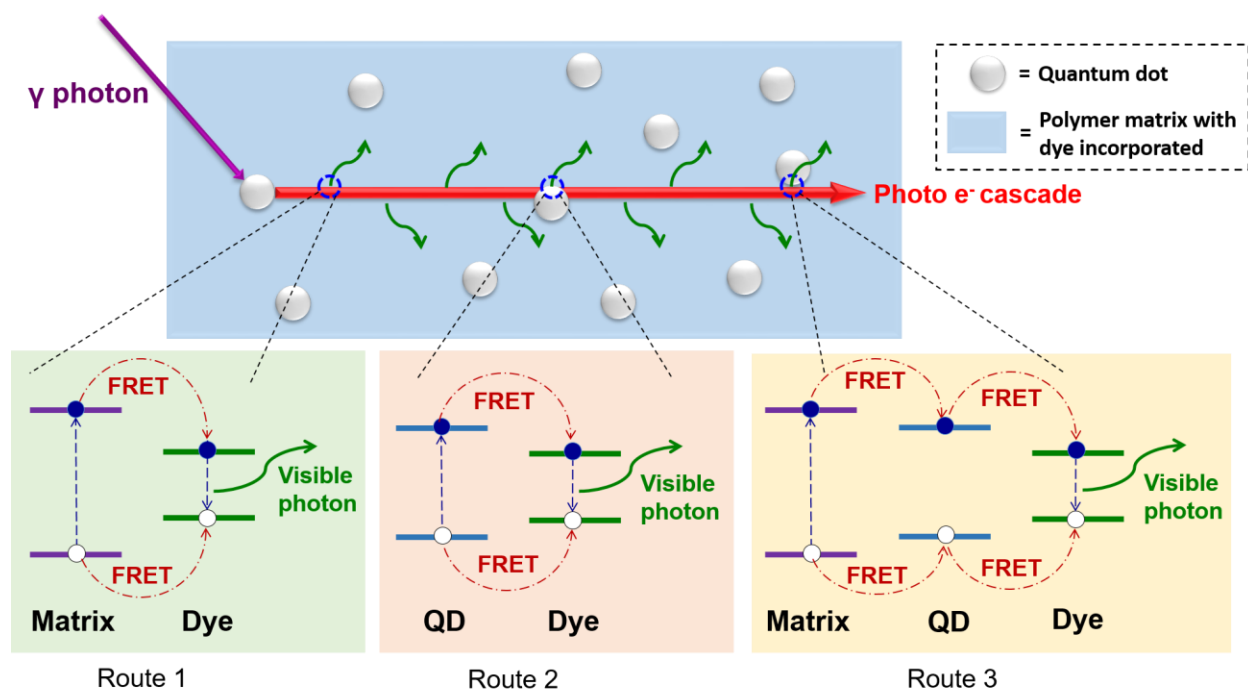 γ photon
= Quantum dot
= Polymer matrix with
dye incorporated
Photo e⁻ cascade
FRET
Visible
photon
FRET
Matrix Dye
Route 1
FRET
Visible
photon
FRET
QD Dye
Route 2
FRET FRET
Visible
photon
FRET FRET
Matrix QD Dye
Route 3